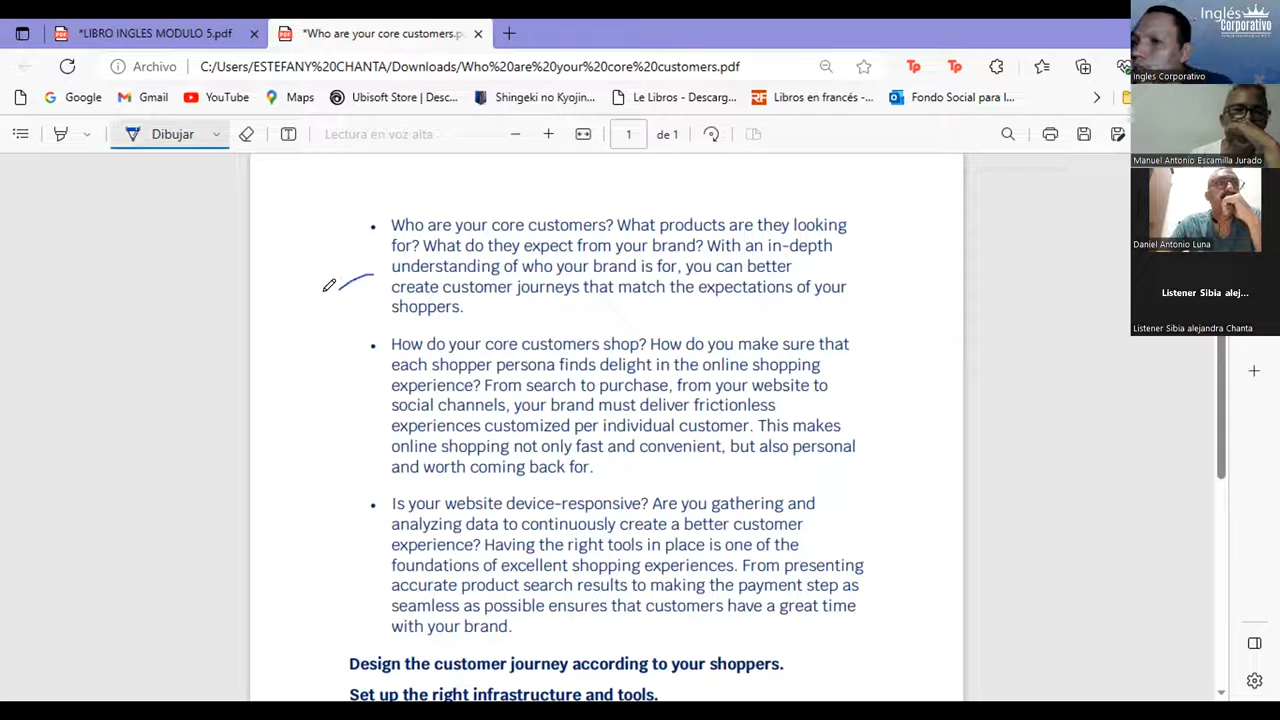 *LIBRO INGLES MODULO 5.pdf
*Who are your core customers.p
Archivo
C:/Users/ESTEFANY%20CHANTA/Downloads/Who%20are%20your%20core%20customers.pdf
Google
Gmail
YouTube
Maps
Ubisoft Store | Desc...
Shingeki no Kyojin...
Le Libros - Descarg...
Libros en francés,...
Fondo Social para l...
Dibujar
Lectura en voz alta
1
de 1
• Who are your core customers? What products are they looking
for? What do they expect from your brand? With an in-depth
understanding of who your brand is for, you can better
create customer journeys that match the expectations of your
shoppers.
• How do your core customers shop? How do you make sure that
each shopper persona finds delight in the online shopping
experience? From search to purchase, from your website to
social channels, your brand must deliver frictionless
experiences customized per individual customer. This makes
online shopping not only fast and convenient, but also personal
and worth coming back for.
• Is your website device-responsive? Are you gathering and
analyzing data to continuously create a better customer
experience? Having the right tools in place is one of the
foundations of excellent shopping experiences. From presenting
accurate product search results to making the payment step as
seamless as possible ensures that customers have a great time
with your brand.
Design the customer journey according to your shoppers.
Set up the right infrastructure and tools.
Inglés
Corporativo
Ingles Corporativo
Manuel Antonio Escamilla Jurado
Daniel Antonio Luna
Listener Sibia alej...
Listener Sibia alejandra Chanta